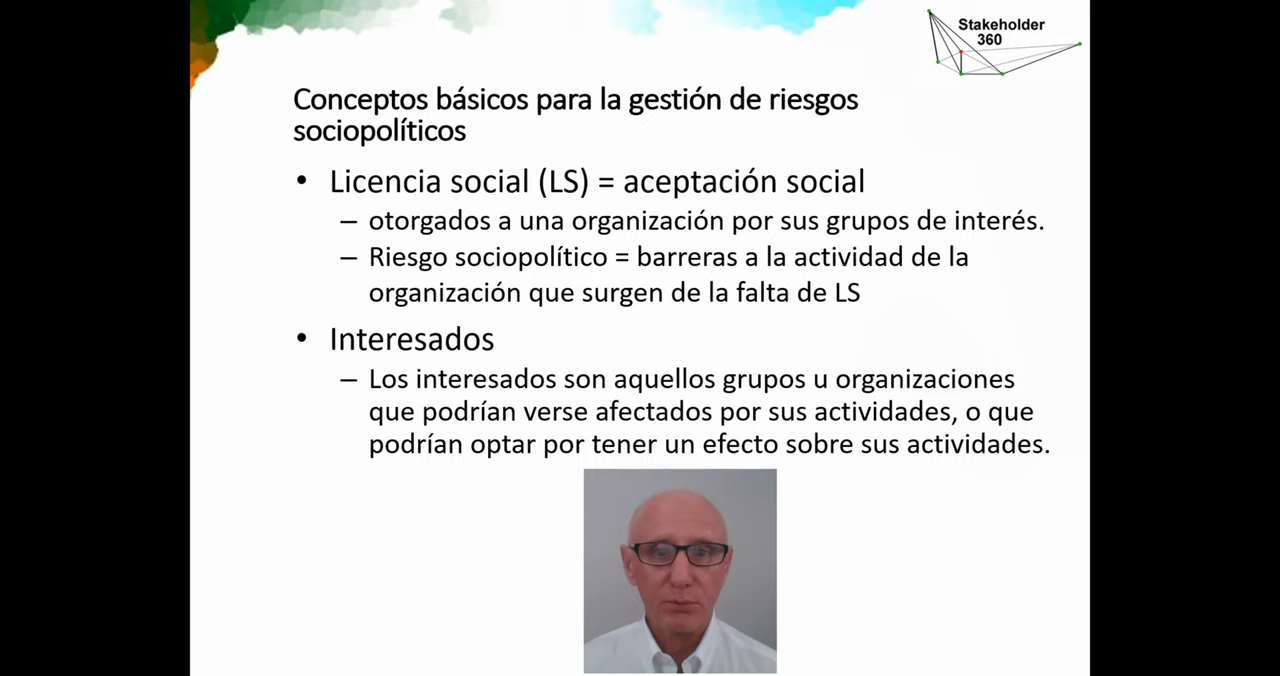 Stakeholder
360
Conceptos básicos para la gestión de riesgos
sociopolíticos
• Licencia social (LS) = aceptación social
– otorgados a una organización por sus grupos de interés.
– Riesgo sociopolítico = barreras a la actividad de la
organización que surgen de la falta de LS
• Interesados
– Los interesados son aquellos grupos u organizaciones
que podrían verse afectados por sus actividades, o que
podrían optar por tener un efecto sobre sus actividades.